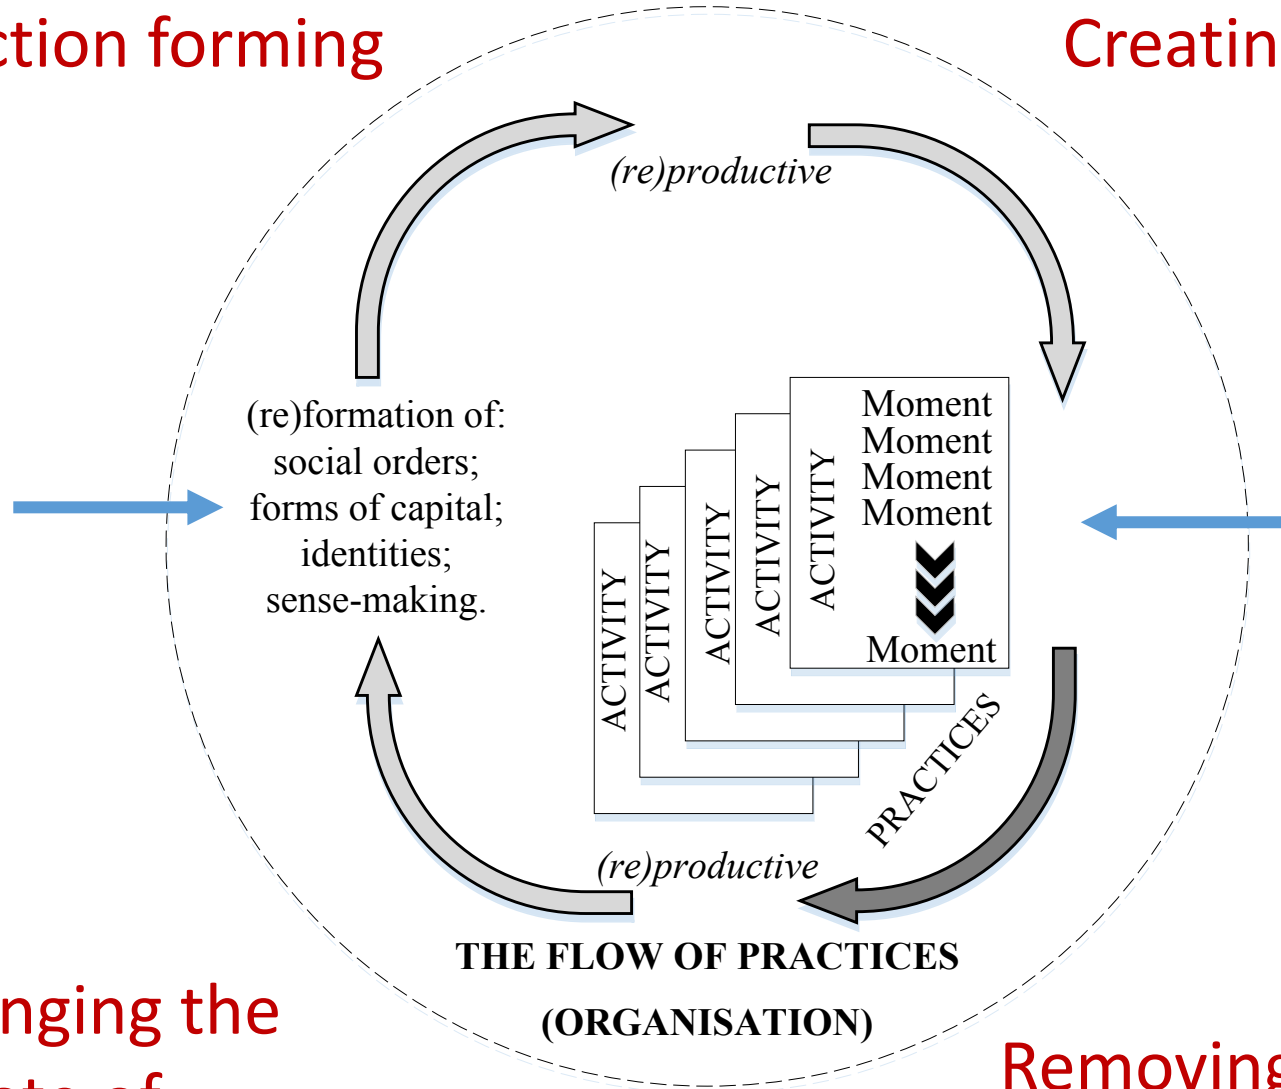 ction forming
Creatin
(re)productive
(re)formation of:
social orders;
forms of capital;
identities;
sense-making.
ACTIVITY
ACTIVITY
ACTIVITY
ACTIVITY
ACTIVITY
Moment
Moment
Moment
Moment
Moment
PRACTICES
(re)productive
THE FLOW OF PRACTICES
(ORGANISATION)
nging the
of
Removing